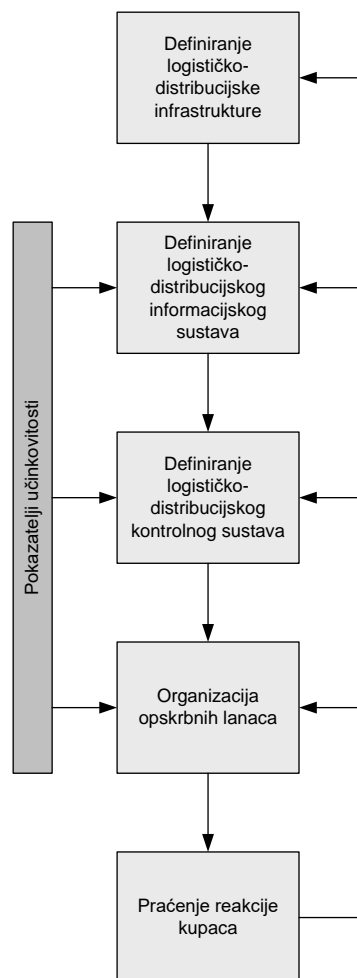 Definiranje
logističko-
distribucijske
infrastrukture
Definiranje
logističko-
distribucijskog
informacijskog
sustava
Pokazatelji učinkovitosti
Definiranje
logističko-
distribucijskog
kontrolnog sustava
Organizacija
opskrbnih lanaca
Praćenje reakcije
kupaca